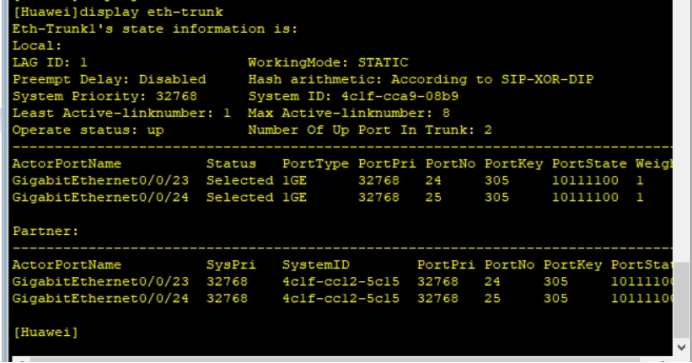 [Huawei]display eth-trunk
Eth-Trunk1's state information is:
Local:
LAG ID: 1 WorkingMode: STATIC
Preempt Delay: Disabled Hash arithmetic: According to SIP-XOR-DIP
System Priority: 32768 System ID: 4c1f-cca9-08b9
Least Active-linknumber: 1 Max Active-linknumber: 8
Operate status: up Number Of Up Port In Trunk: 2
--------------------------------------------------------------------------------
ActorPortName Status PortType PortPri PortNo PortKey PortState Weigh
GigabitEthernet0/0/23 Selected 1GE 32768 24 305 10111100 1
GigabitEthernet0/0/24 Selected 1GE 32768 25 305 10111100 1
Partner:
--------------------------------------------------------------------------------
ActorPortName SysPri SystemID PortPri PortNo PortKey PortStat
GigabitEthernet0/0/23 32768 4c1f-cc12-5c15 32768 24 305 1011110
GigabitEthernet0/0/24 32768 4c1f-cc12-5c15 32768 25 305 1011110
[Huawei]